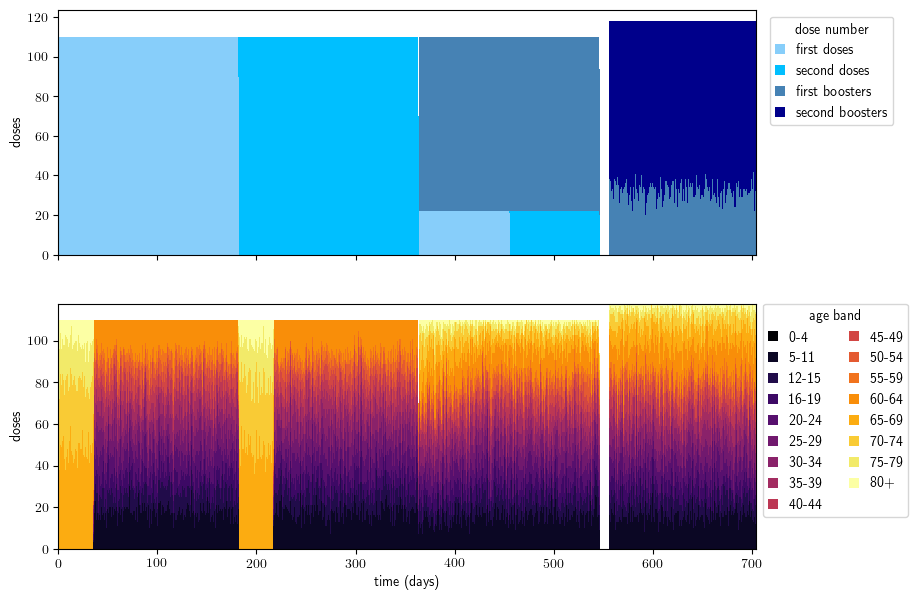 120
100
80
60
40
20
0
doses
dose number
first doses
second doses
first boosters
second boosters
100
80
60
40
20
0
doses
0 100 200 300 400 500 600 700
time (days)
age band
0-4 45-49
5-11 50-54
12-15 55-59
16-19 60-64
20-24 65-69
25-29 70-74
30-34 75-79
35-39 80+
40-44